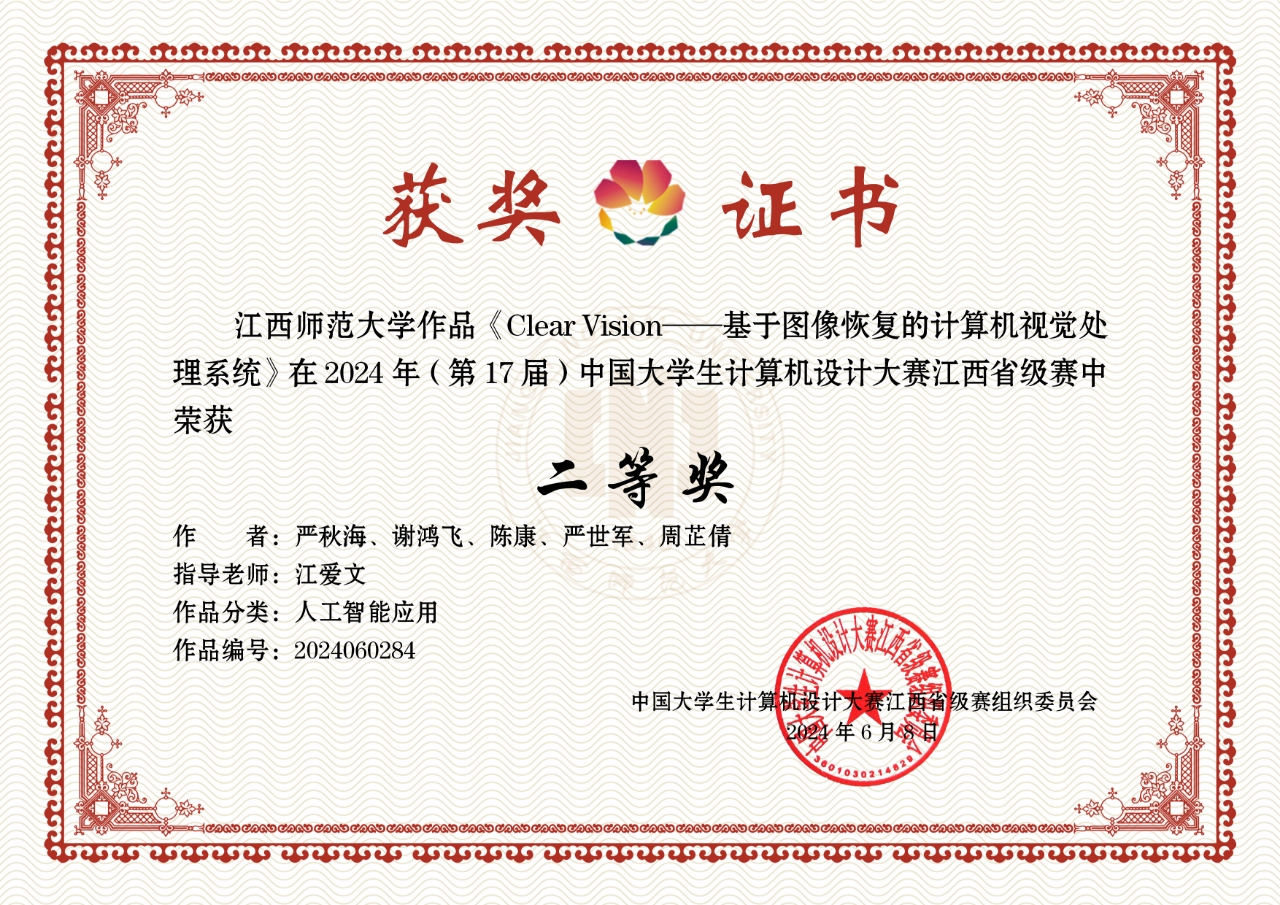 获奖证书
江西师范大学作品《Clear Vision——基于图像恢复的计算机视觉处
理系统》在 2024 年（第 17 届）中国大学生计算机设计大赛江西省级赛中
荣获
二等奖
作　　者：严秋海、谢鸿飞、陈康、严世军、周芷倩
指导老师：江爱文
作品分类：人工智能应用
作品编号：2024060284
中国大学生计算机设计大赛江西省级赛组织委员会
2024 年 6 月 8 日
中国大学生计算机设计大赛江西省级赛组织委员会
3601030214829